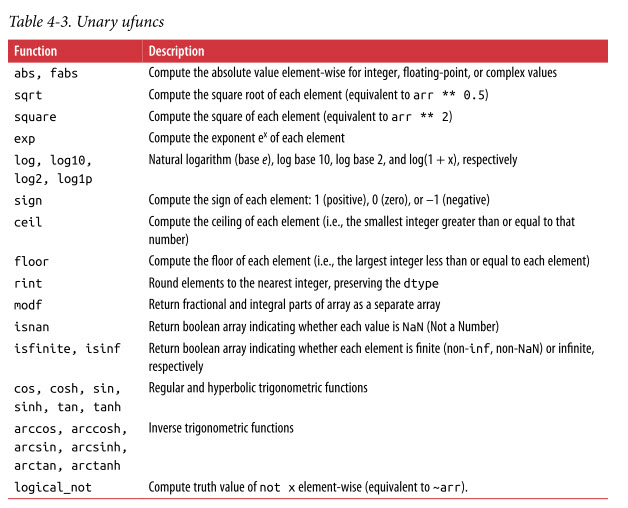 Table 4-3. Unary ufuncs
Function Description
abs, fabs Compute the absolute value element-wise for integer, floating-point, or complex values
sqrt Compute the square root of each element (equivalent to arr ** 0.5)
square Compute the square of each element (equivalent to arr ** 2)
exp Compute the exponent eˣ of each element
log, log10, Natural logarithm (base e), log base 10, log base 2, and log(1 + x), respectively
log2, log1p
sign Compute the sign of each element: 1 (positive), 0 (zero), or −1 (negative)
ceil Compute the ceiling of each element (i.e., the smallest integer greater than or equal to that
number)
floor Compute the floor of each element (i.e., the largest integer less than or equal to each element)
rint Round elements to the nearest integer, preserving the dtype
modf Return fractional and integral parts of array as a separate array
isnan Return boolean array indicating whether each value is NaN (Not a Number)
isfinite, isinf Return boolean array indicating whether each element is finite (non-inf, non-NaN) or infinite,
respectively
cos, cosh, sin, Regular and hyperbolic trigonometric functions
sinh, tan, tanh
arccos, arccosh, Inverse trigonometric functions
arcsin, arcsinh,
arctan, arctanh
logical_not Compute truth value of not x element-wise (equivalent to ~arr).